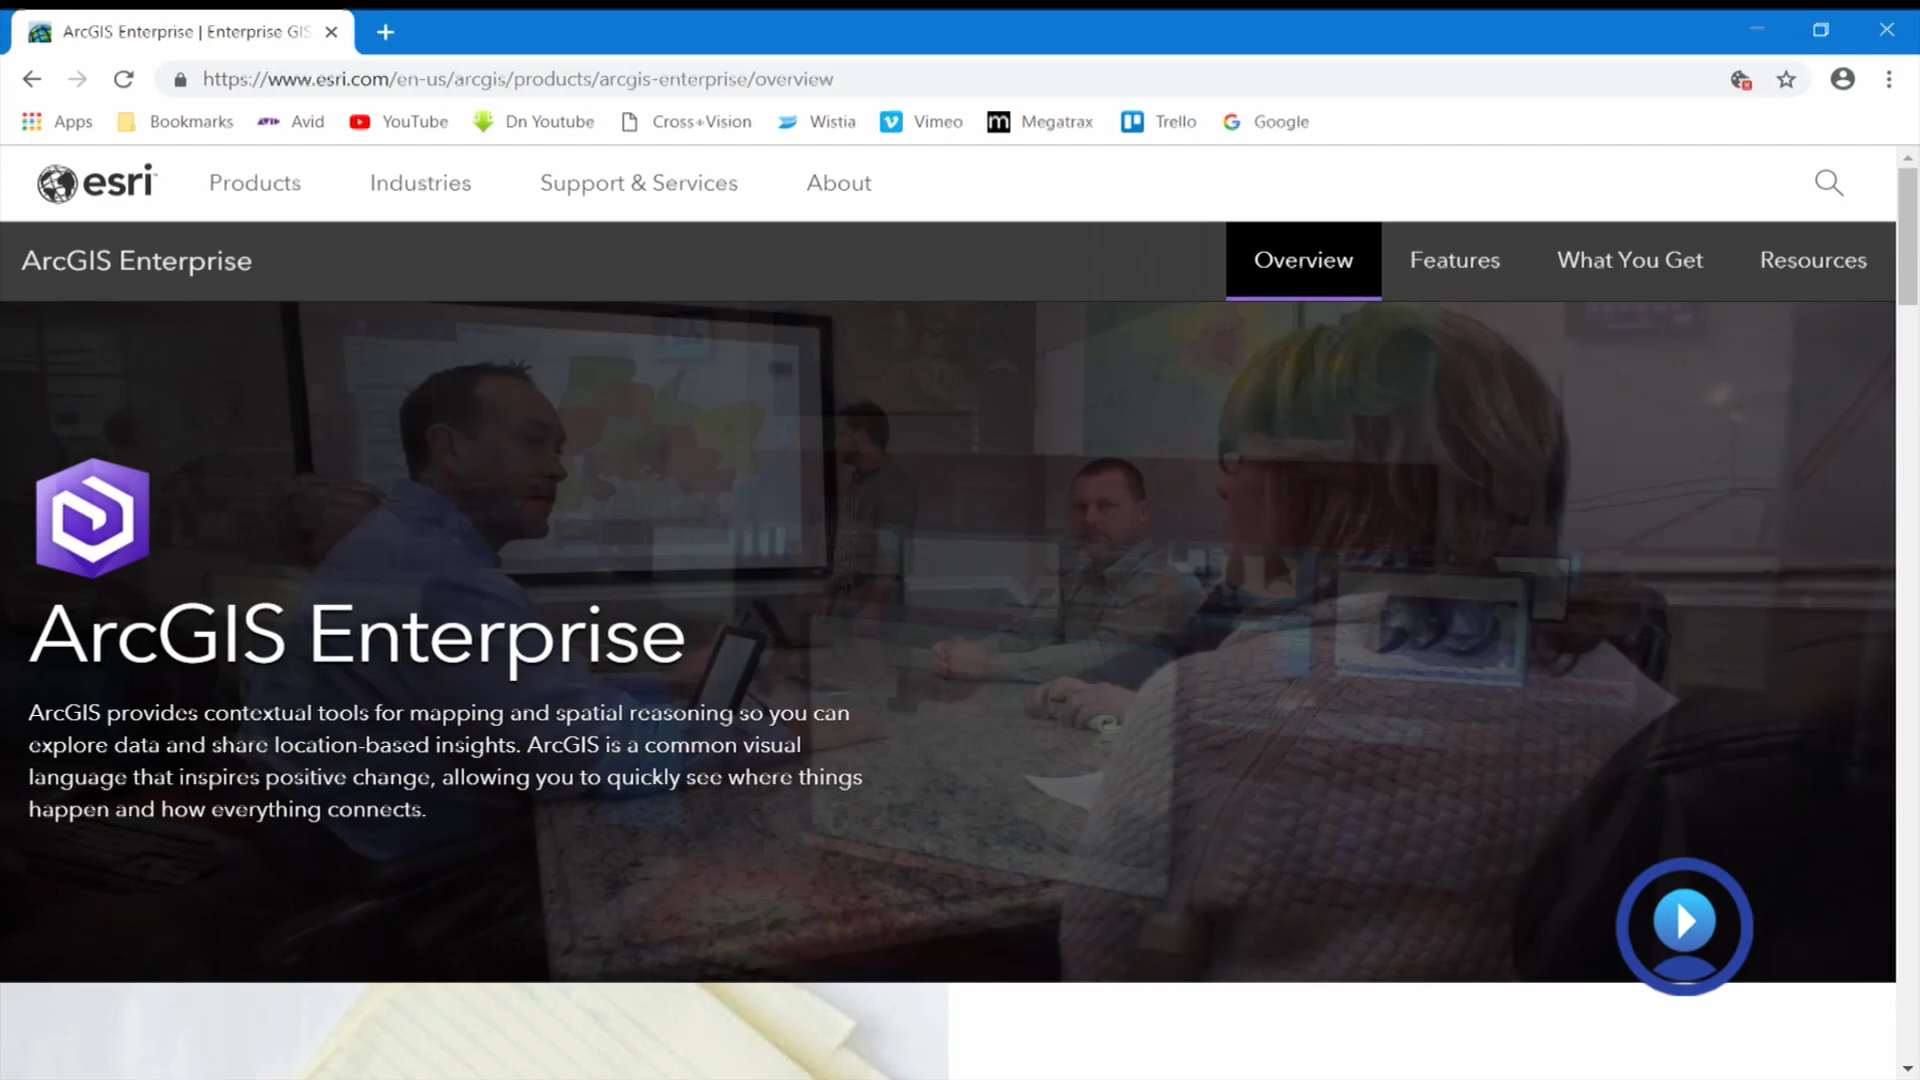 ArcGIS Enterprise | Enterprise GIS
https://www.esri.com/en-us/arcgis/products/arcgis-enterprise/overview
Apps Bookmarks AVID Avid YouTube Dn Youtube Cross+Vision Wistia Vimeo m Megatrax Trello Google
esri Products Industries Support & Services About
ArcGIS Enterprise Overview Features What You Get Resources
ArcGIS Enterprise
ArcGIS provides contextual tools for mapping and spatial reasoning so you can
explore data and share location-based insights. ArcGIS is a common visual
language that inspires positive change, allowing you to quickly see where things
happen and how everything connects.